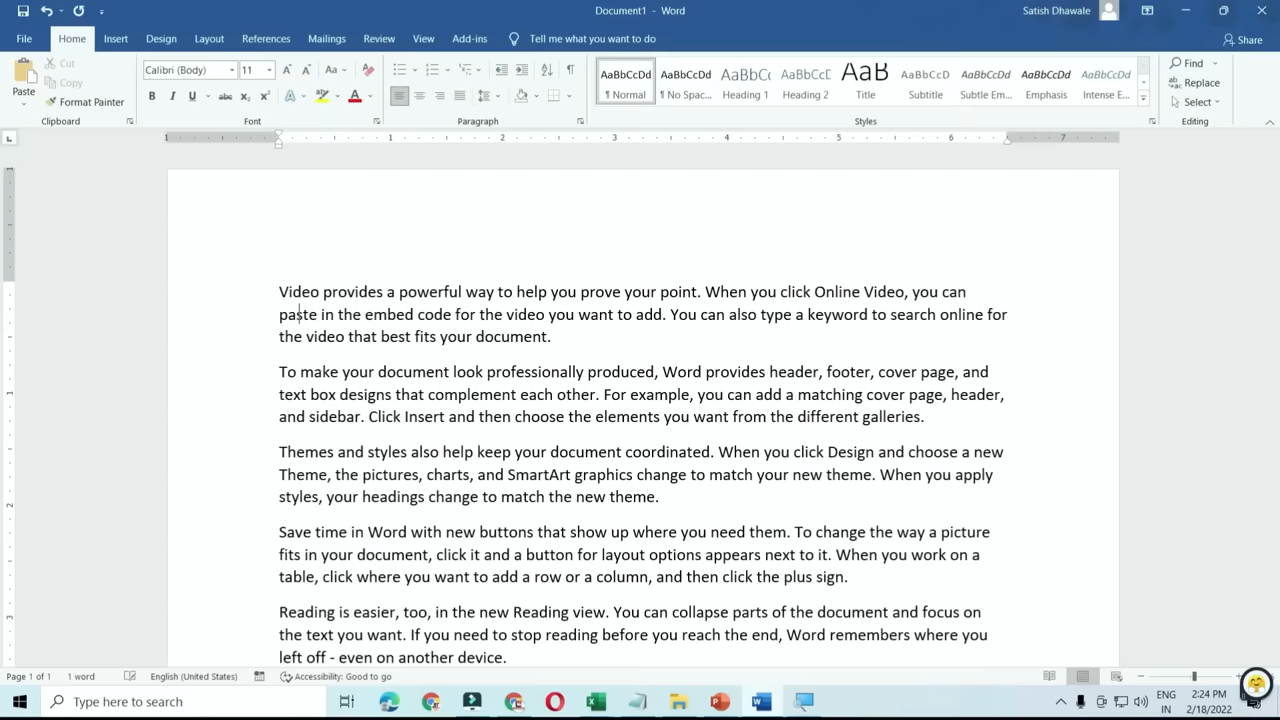 Document1 - Word
Satish Dhawale
File Home Insert Design Layout References Mailings Review View Add-ins Tell me what you want to do Share
Paste
Cut
Copy
Format Painter
Clipboard
Calibri (Body) 11
Font
Paragraph
AaBbCcDd AaBbCcDd AaBbC( AaBbCcD AaB AaBbCcD AaBbCcDd AaBbCcDd AaBbCcDd
¶ Normal ¶ No Spac... Heading 1 Heading 2 Title Subtitle Subtle Em... Emphasis Intense E...
Styles
Find
Replace
Select
Editing
1 1 2 3 4 5 6 7
Video provides a powerful way to help you prove your point. When you click Online Video, you can
paste in the embed code for the video you want to add. You can also type a keyword to search online for
the video that best fits your document.
To make your document look professionally produced, Word provides header, footer, cover page, and
text box designs that complement each other. For example, you can add a matching cover page, header,
and sidebar. Click Insert and then choose the elements you want from the different galleries.
Themes and styles also help keep your document coordinated. When you click Design and choose a new
Theme, the pictures, charts, and SmartArt graphics change to match your new theme. When you apply
styles, your headings change to match the new theme.
Save time in Word with new buttons that show up where you need them. To change the way a picture
fits in your document, click it and a button for layout options appears next to it. When you work on a
table, click where you want to add a row or a column, and then click the plus sign.
Reading is easier, too, in the new Reading view. You can collapse parts of the document and focus on
the text you want. If you need to stop reading before you reach the end, Word remembers where you
left off - even on another device.
Page 1 of 1 1 word English (United States) Accessibility: Good to go
Type here to search
ENG
IN
2:24 PM
2/18/2022